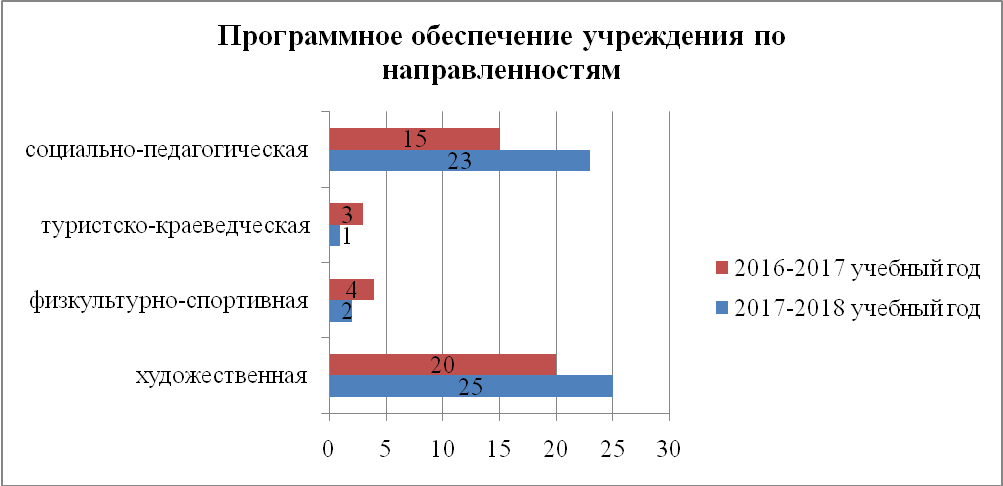 Программное обеспечение учреждения по
направленностям
социально-педагогическая
15
23
туристско-краеведческая
3
1
физкультурно-спортивная
4
2
художественная
20
25
0 5 10 15 20 25 30
2016-2017 учебный год
2017-2018 учебный год